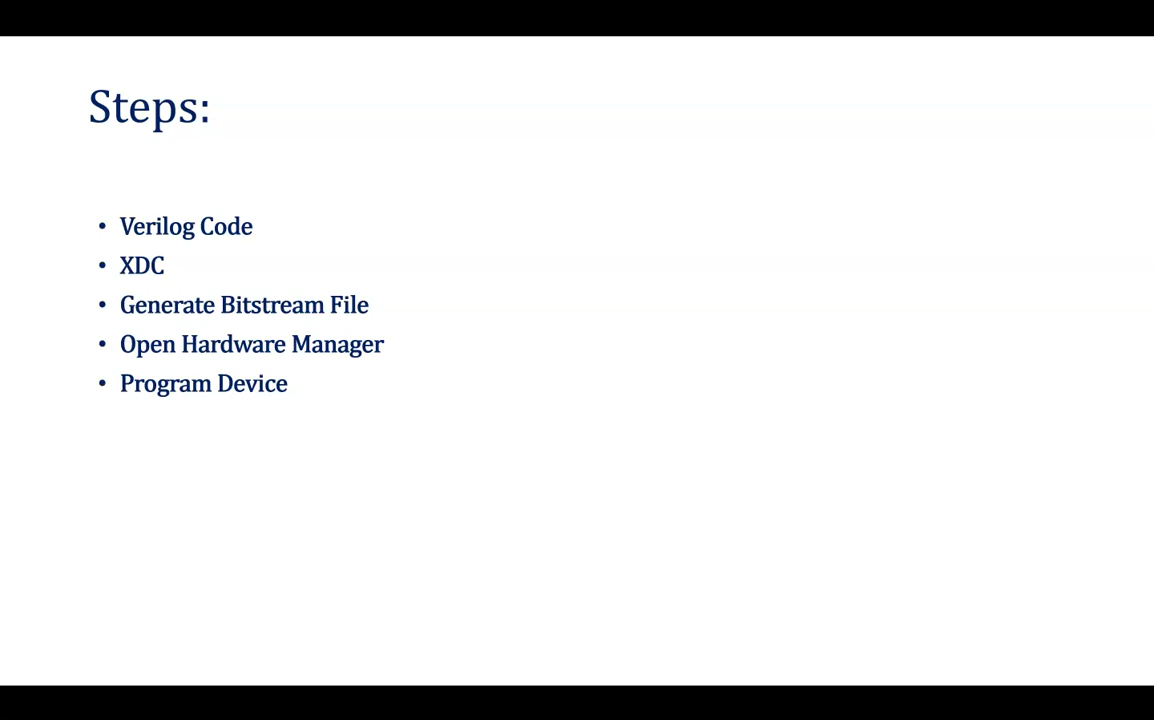 Steps:
• Verilog Code
• XDC
• Generate Bitstream File
• Open Hardware Manager
• Program Device